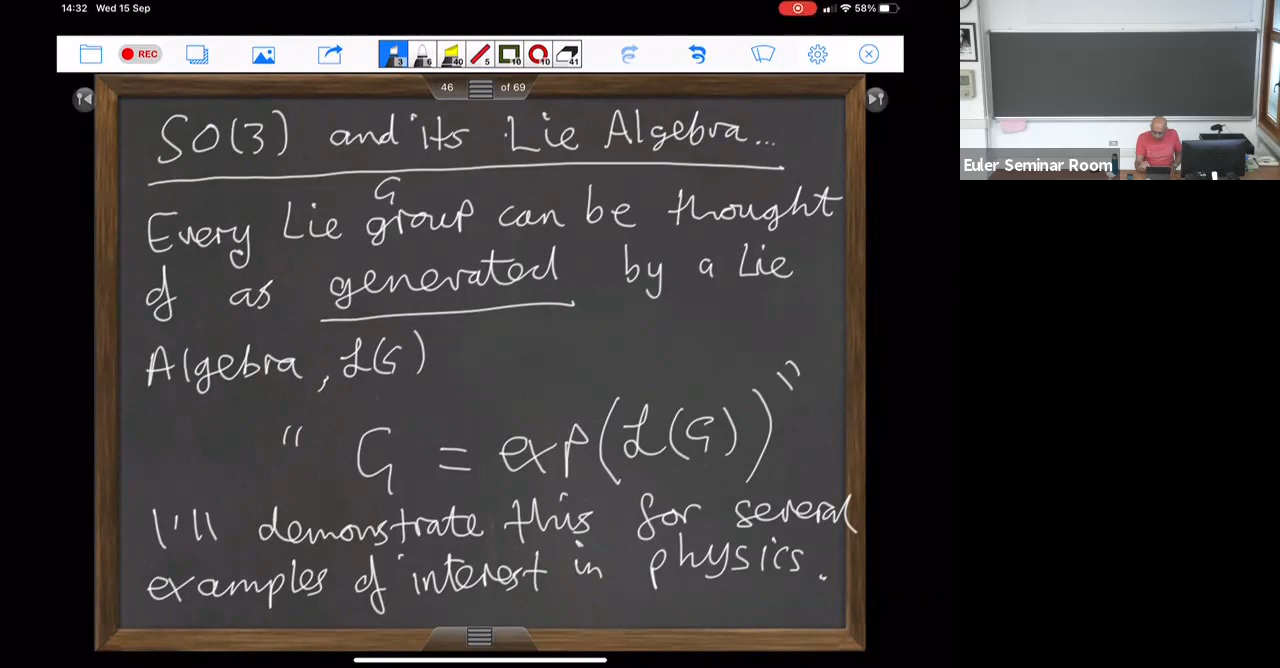 14:32 Wed 15 Sep
58%
REC
3 6 40 5 10 10 41
46 of 69
SO(3) and its Lie Algebra...
G
Every Lie group can be thought
of as generated by a Lie
Algebra, L(G)
" G = exp(L(G)) "
I'll demonstrate this for several
examples of interest in physics.
Euler Seminar Room